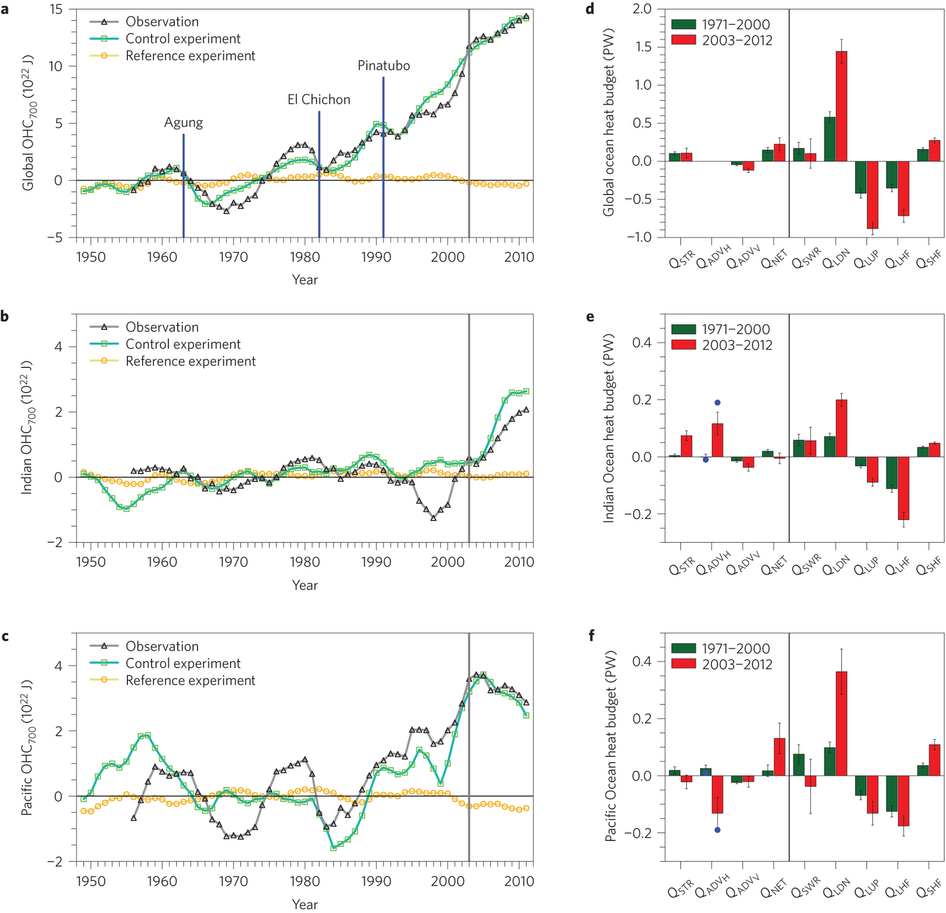 a
Global OHC700 (10^22 J)
15
10
5
0
−5
Observation
Control experiment
Reference experiment
Agung
El Chichon
Pinatubo
1950 1960 1970 1980 1990 2000 2010
Year
d
Global ocean heat budget (PW)
2.0
1.5
1.0
0.5
0.0
−0.5
−1.0
1971–2000
2003–2012
QSTR QADVH QADVV QNET QSWR QLDN QLUP QLHF QSHF
b
Indian OHC700 (10^22 J)
4
2
0
−2
Observation
Control experiment
Reference experiment
1950 1960 1970 1980 1990 2000 2010
Year
e
Indian Ocean heat budget (PW)
0.4
0.2
0.0
−0.2
1971–2000
2003–2012
QSTR QADVH QADVV QNET QSWR QLDN QLUP QLHF QSHF
c
Pacific OHC700 (10^22 J)
4
2
0
−2
Observation
Control experiment
Reference experiment
1950 1960 1970 1980 1990 2000 2010
Year
f
Pacific Ocean heat budget (PW)
0.4
0.2
0.0
−0.2
1971–2000
2003–2012
QSTR QADVH QADVV QNET QSWR QLDN QLUP QLHF QSHF